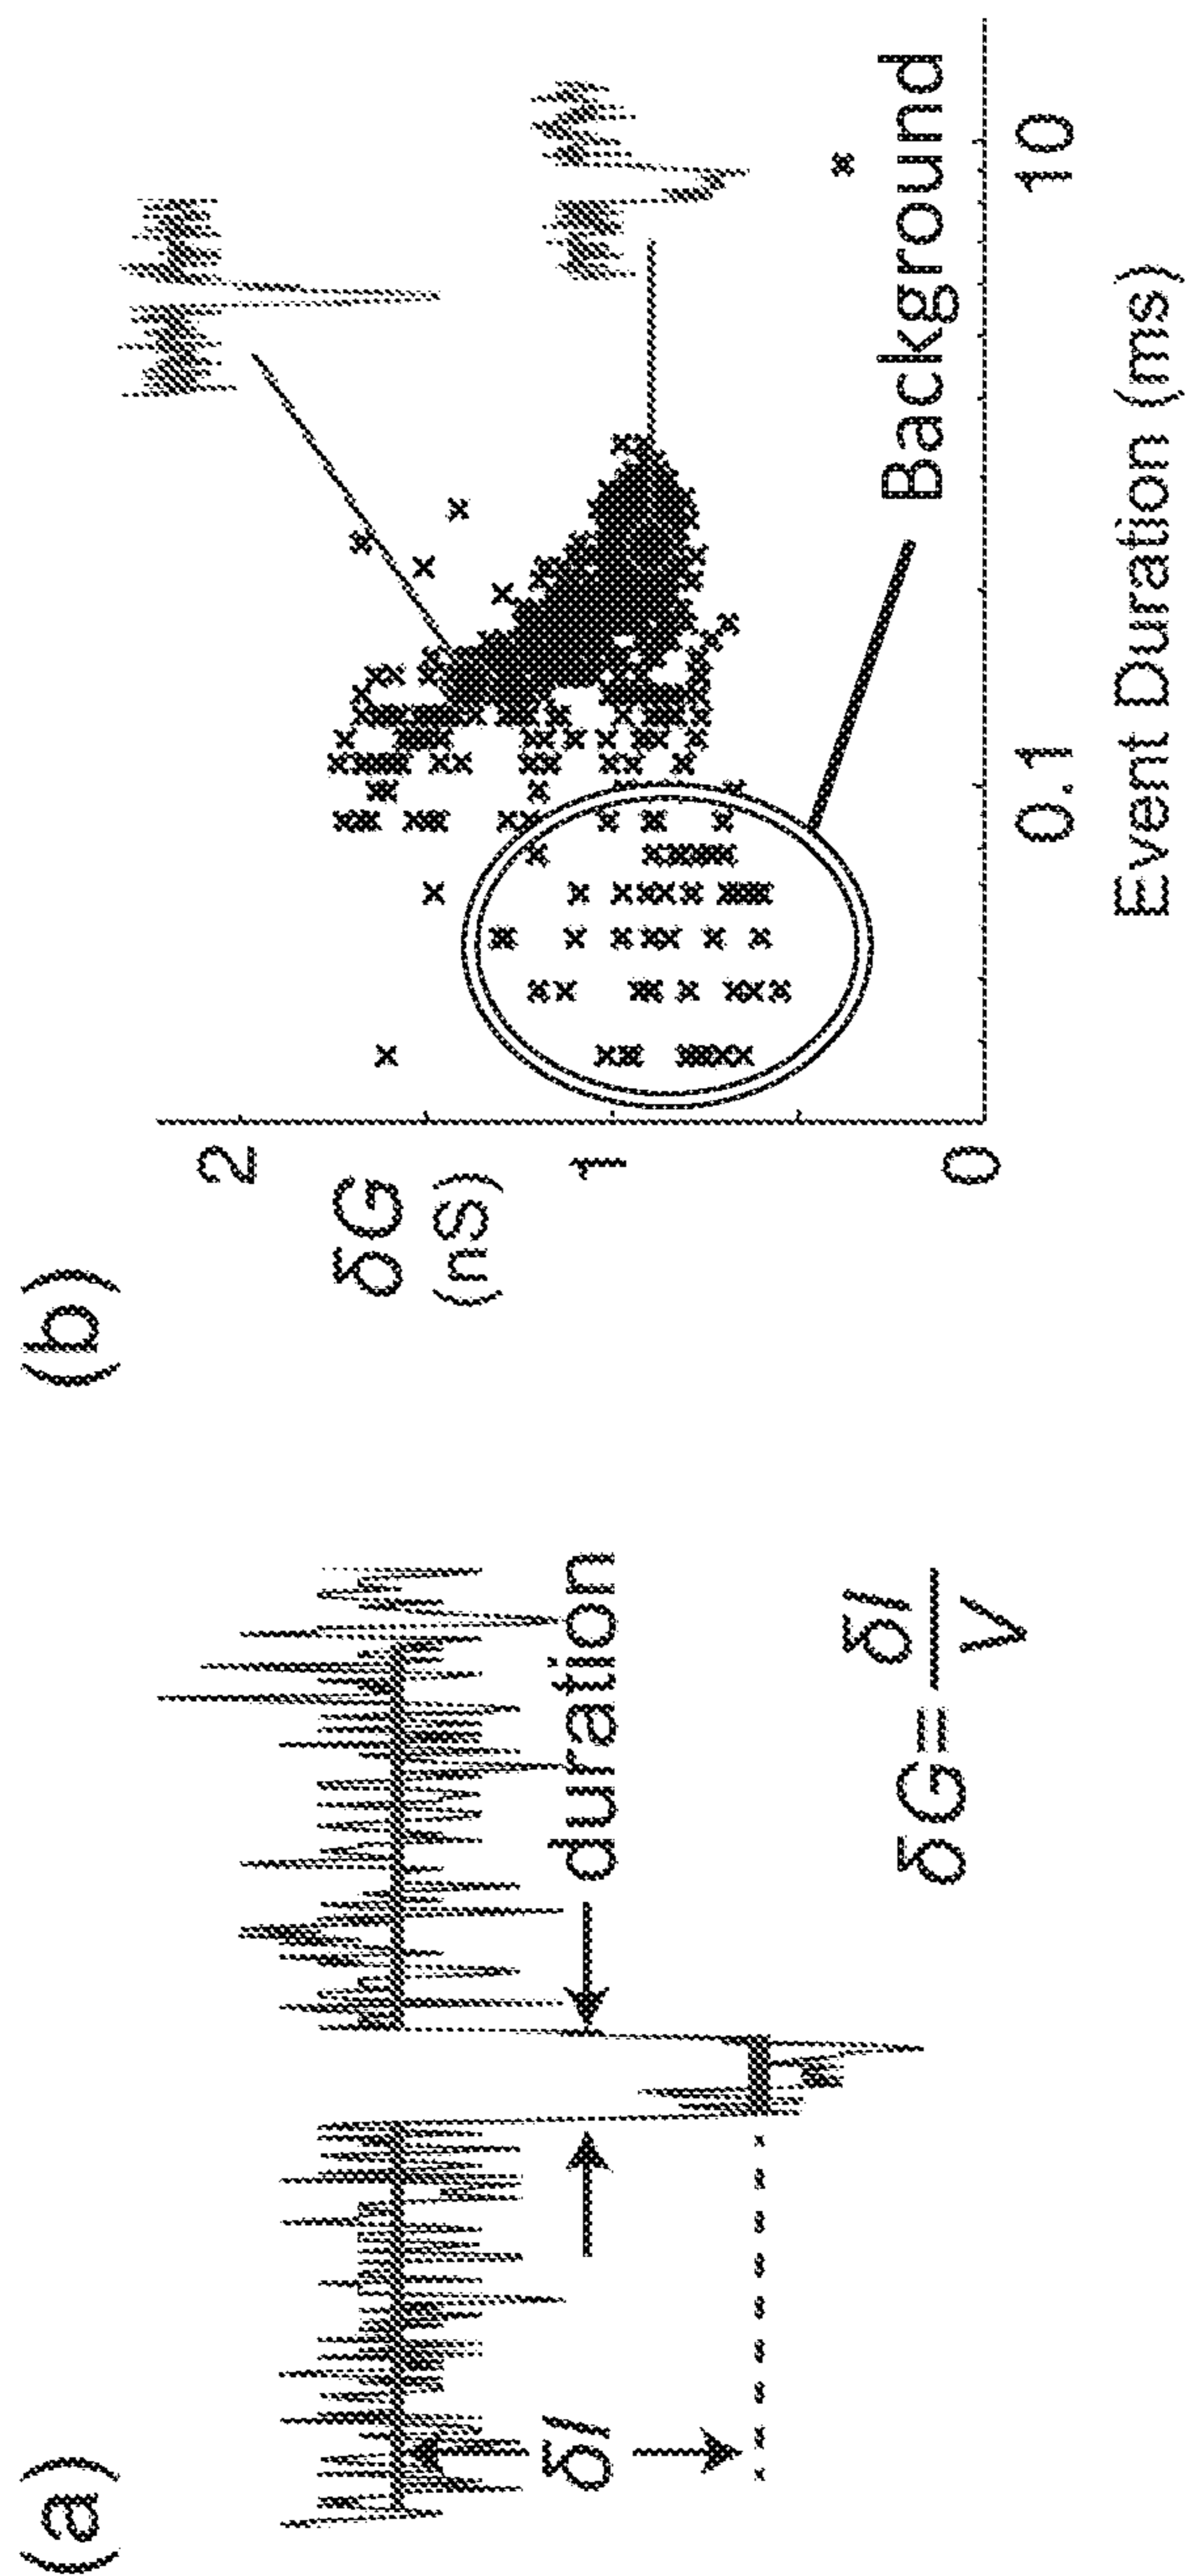 (a)
δI
duration
δG=δI/V
(b)
δG
(nS)
2
1
0
Background
0.1
10
Event Duration (ms)